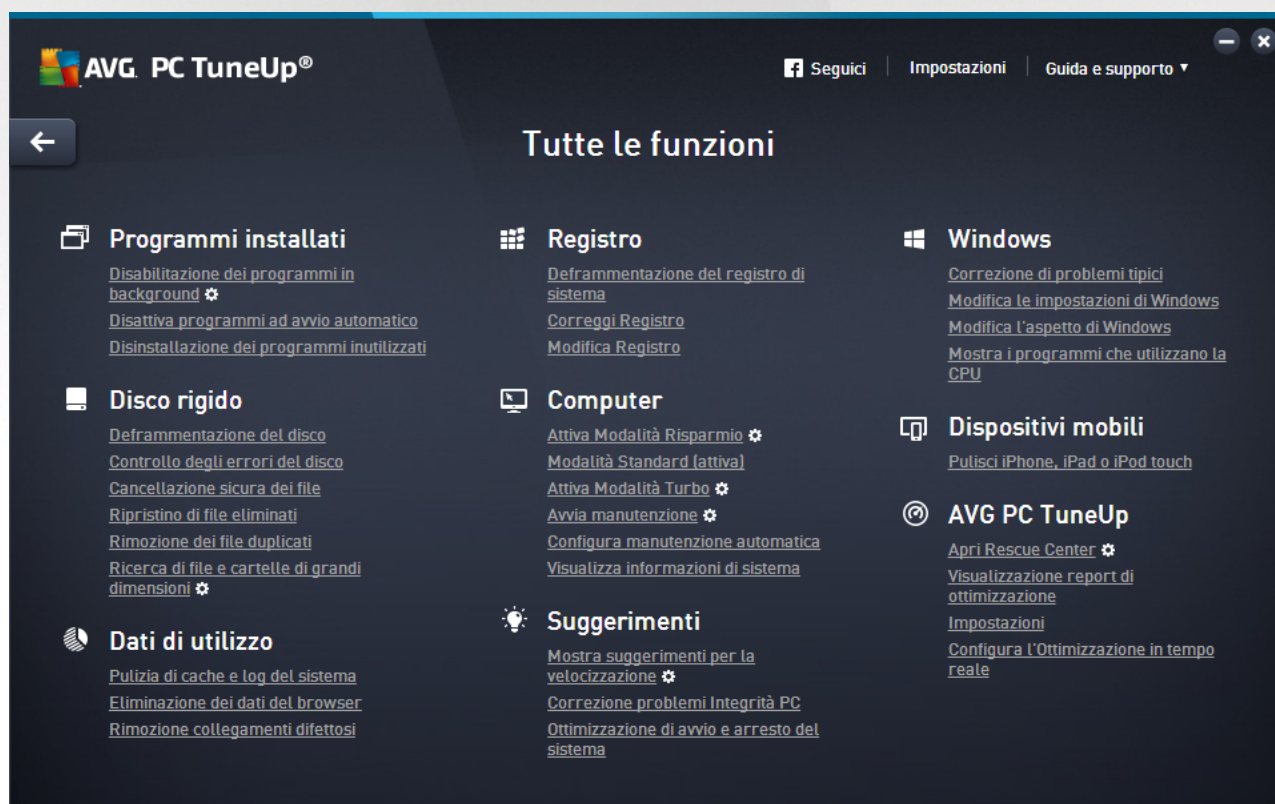 AVG. PC TuneUp®
Seguici
Impostazioni
Guida e supporto
Tutte le funzioni
Programmi installati
Disabilitazione dei programmi in
background
Disattiva programmi ad avvio automatico
Disinstallazione dei programmi inutilizzati
Disco rigido
Deframmentazione del disco
Controllo degli errori del disco
Cancellazione sicura dei file
Ripristino di file eliminati
Rimozione dei file duplicati
Ricerca di file e cartelle di grandi
dimensioni
Dati di utilizzo
Pulizia di cache e log del sistema
Eliminazione dei dati del browser
Rimozione collegamenti difettosi
Registro
Deframmentazione del registro di
sistema
Correggi Registro
Modifica Registro
Computer
Attiva Modalità Risparmio
Modalità Standard (attiva)
Attiva Modalità Turbo
Avvia manutenzione
Configura manutenzione automatica
Visualizza informazioni di sistema
Suggerimenti
Mostra suggerimenti per la
velocizzazione
Correzione problemi Integrità PC
Ottimizzazione di avvio e arresto del
sistema
Windows
Correzione di problemi tipici
Modifica le impostazioni di Windows
Modifica l'aspetto di Windows
Mostra i programmi che utilizzano la
CPU
Dispositivi mobili
Pulisci iPhone, iPad o iPod touch
AVG PC TuneUp
Apri Rescue Center
Visualizzazione report di
ottimizzazione
Impostazioni
Configura l'Ottimizzazione in tempo
reale